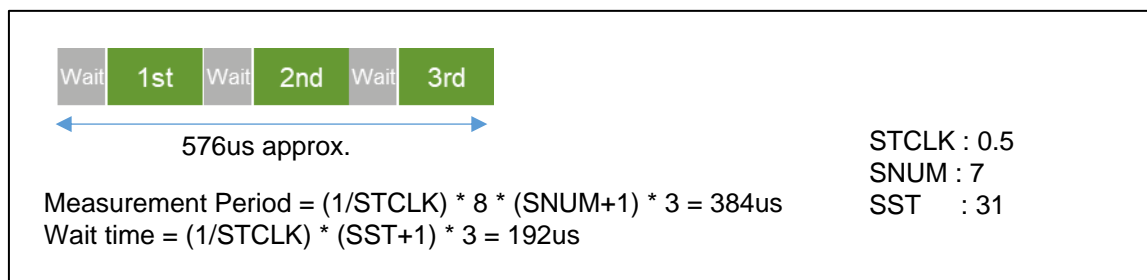 Wait 1st Wait 2nd Wait 3rd
576us approx.
STCLK : 0.5
SNUM : 7
SST : 31
Measurement Period = (1/STCLK) * 8 * (SNUM+1) * 3 = 384us
Wait time = (1/STCLK) * (SST+1) * 3 = 192us